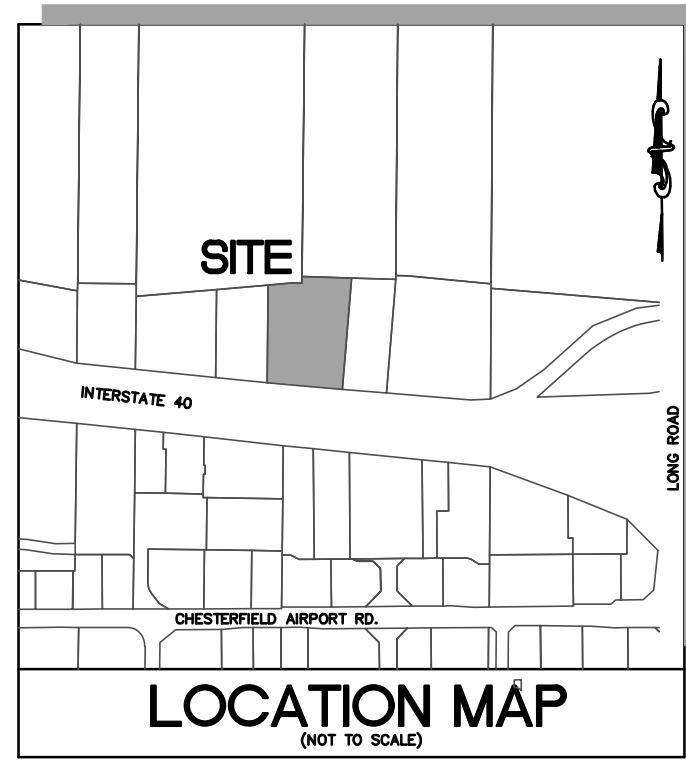 SITE
INTERSTATE 40
LONG ROAD
CHESTERFIELD AIRPORT RD.
LOCATION MAP
(NOT TO SCALE)